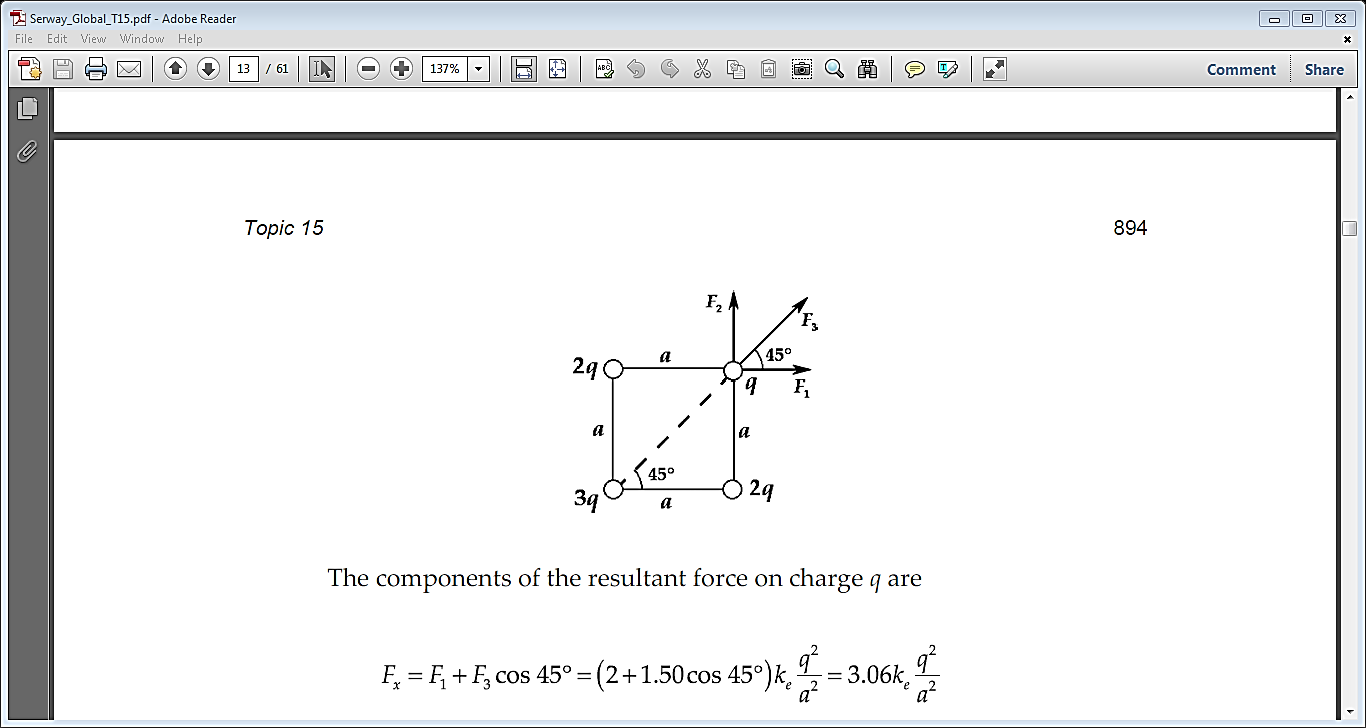 Serway_Global_T15.pdf - Adobe Reader
File Edit View Window Help
13 / 61 137% Comment Share
Topic 15 894
F₂
F₃
45°
2q a
q F₁
a a
45°
3q a 2q
The components of the resultant force on charge q are
Fₓ = F₁ + F₃ cos 45° = (2 + 1.50 cos 45°)kₑ q²/a² = 3.06kₑ q²/a²